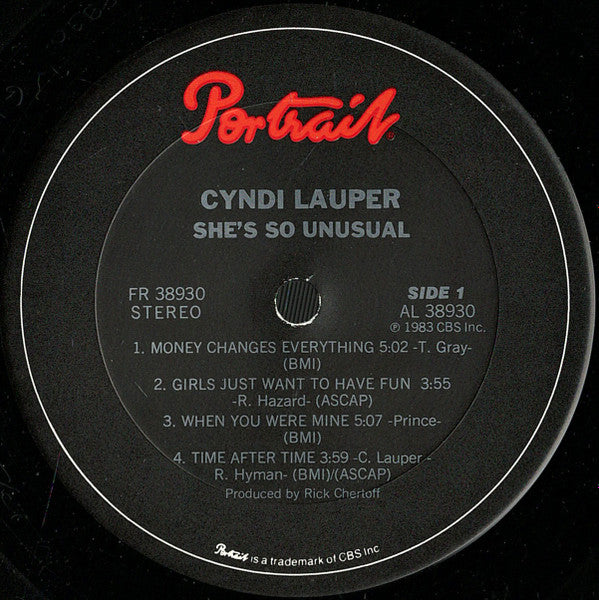 Portrait®
CYNDI LAUPER
SHE'S SO UNUSUAL
FR 38930
STEREO
SIDE 1
AL 38930
℗ 1983 CBS Inc.
1. MONEY CHANGES EVERYTHING 5:02 -T. Gray-
(BMI)
2. GIRLS JUST WANT TO HAVE FUN 3:55
-R. Hazard- (ASCAP)
3. WHEN YOU WERE MINE 5:07 -Prince-
(BMI)
4. TIME AFTER TIME 3:59 -C. Lauper -
R. Hyman- (BMI)/(ASCAP)
Produced by Rick Chertoff
Portrait is a trademark of CBS Inc